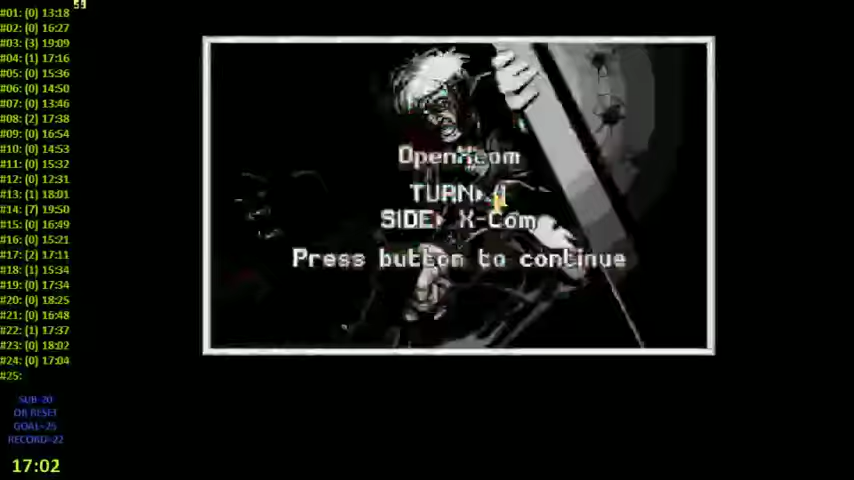 59
#01: (0) 13:18
#02: (0) 16:27
#03: (3) 19:09
#04: (1) 17:16
#05: (0) 15:36
#06: (0) 14:50
#07: (0) 13:46
#08: (2) 17:38
#09: (0) 16:54
#10: (0) 14:53
#11: (0) 15:32
#12: (0) 12:31
#13: (1) 18:01
#14: (7) 19:50
#15: (0) 16:49
#16: (0) 15:21
#17: (2) 17:11
#18: (1) 15:34
#19: (0) 17:34
#20: (0) 18:25
#21: (0) 16:48
#22: (1) 17:37
#23: (0) 18:02
#24: (0) 17:04
#25:
SUB-20
OR RESET
GOAL=25
RECORD=22
17:02
OpenXcom
TURN
SIDE X-Com
Press button to continue